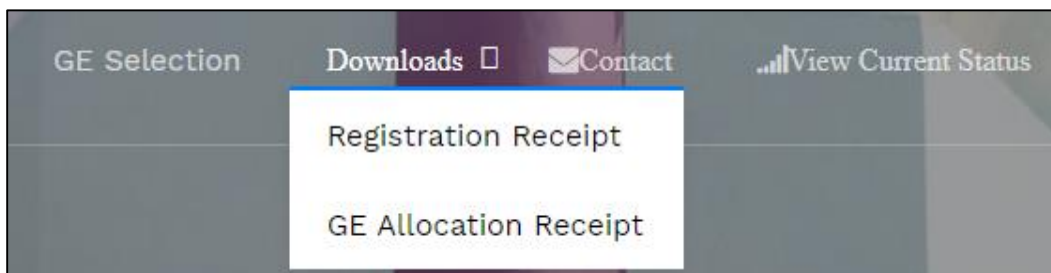 GE Selection Downloads Contact View Current Status
Registration Receipt
GE Allocation Receipt